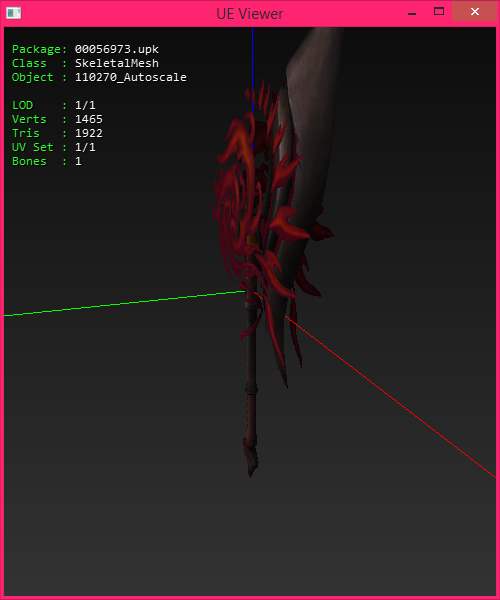 UE Viewer
Package: 00056973.upk
Class  : SkeletalMesh
Object : 110270_Autoscale
LOD    : 1/1
Verts  : 1465
Tris   : 1922
UV Set : 1/1
Bones  : 1